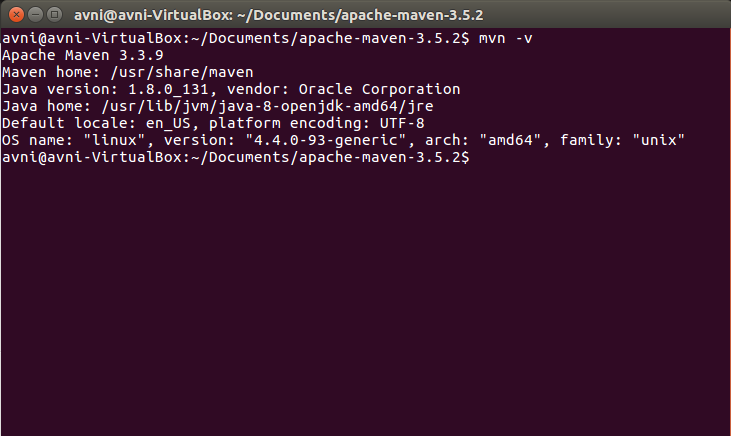 avni@avni-VirtualBox: ~/Documents/apache-maven-3.5.2
avni@avni-VirtualBox:~/Documents/apache-maven-3.5.2$ mvn -v
Apache Maven 3.3.9
Maven home: /usr/share/maven
Java version: 1.8.0_131, vendor: Oracle Corporation
Java home: /usr/lib/jvm/java-8-openjdk-amd64/jre
Default locale: en_US, platform encoding: UTF-8
OS name: "linux", version: "4.4.0-93-generic", arch: "amd64", family: "unix"
avni@avni-VirtualBox:~/Documents/apache-maven-3.5.2$